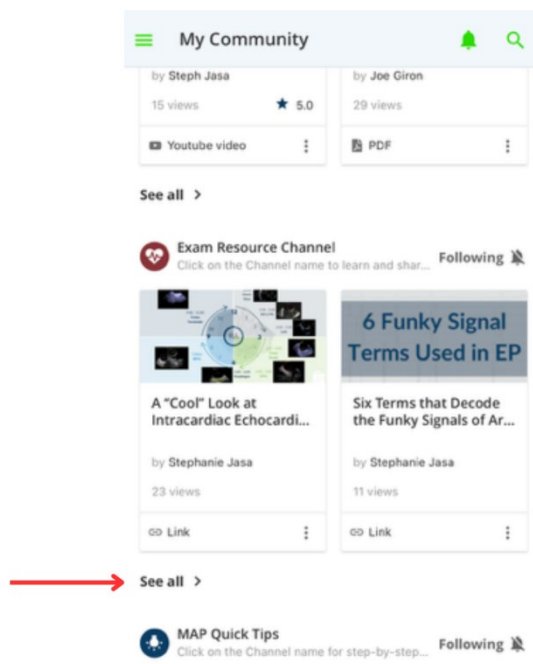 My Community
by Steph Jasa
by Joe Giron
15 views
5.0
29 views
Youtube video
PDF
See all >
Exam Resource Channel
Click on the Channel name to learn and shar...
Following
6 Funky Signal
Terms Used in EP
A "Cool" Look at
Intracardiac Echocardi...
Six Terms that Decode
the Funky Signals of Ar...
by Stephanie Jasa
by Stephanie Jasa
23 views
11 views
Link
Link
See all >
MAP Quick Tips
Click on the Channel name for step-by-step...
Following